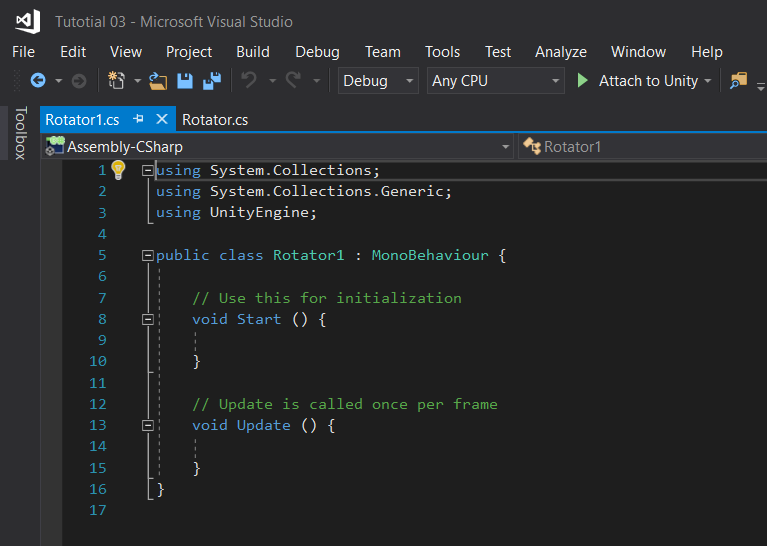 Tutotial 03 - Microsoft Visual Studio
File Edit View Project Build Debug Team Tools Test Analyze Window Help
Debug Any CPU Attach to Unity
Toolbox
Rotator1.cs Rotator.cs
Assembly-CSharp Rotator1
1 using System.Collections;
2 using System.Collections.Generic;
3 using UnityEngine;
4
5 public class Rotator1 : MonoBehaviour {
6
7 // Use this for initialization
8 void Start () {
9
10 }
11
12 // Update is called once per frame
13 void Update () {
14
15 }
16 }
17